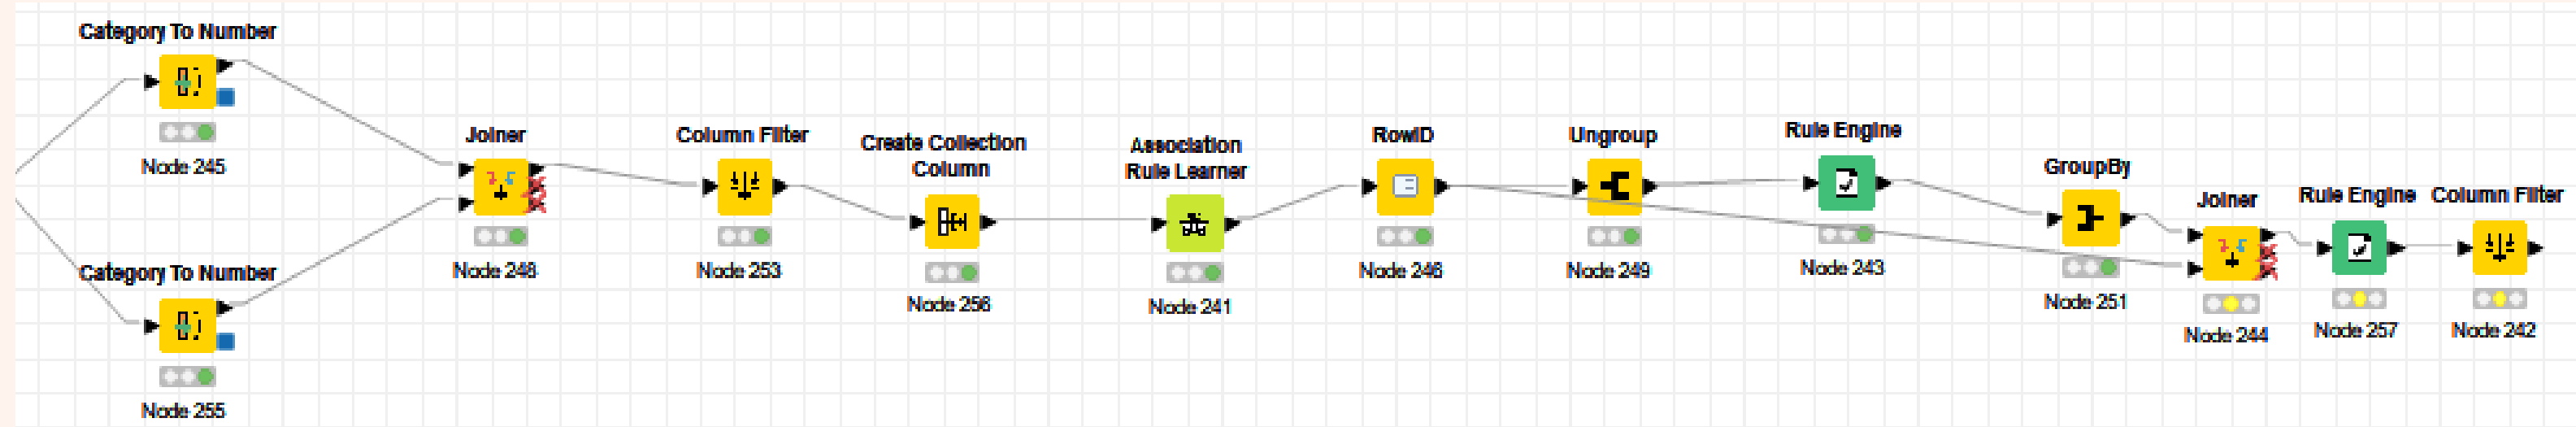 Category To Number
Node 245
Category To Number
Node 255
Joiner
Node 248
Column Filter
Node 253
Create Collection
Column
Node 256
Association
Rule Learner
Node 241
RowID
Node 246
Ungroup
Node 249
Rule Engine
Node 243
GroupBy
Node 251
Joiner
Node 244
Rule Engine
Node 257
Column Filter
Node 242